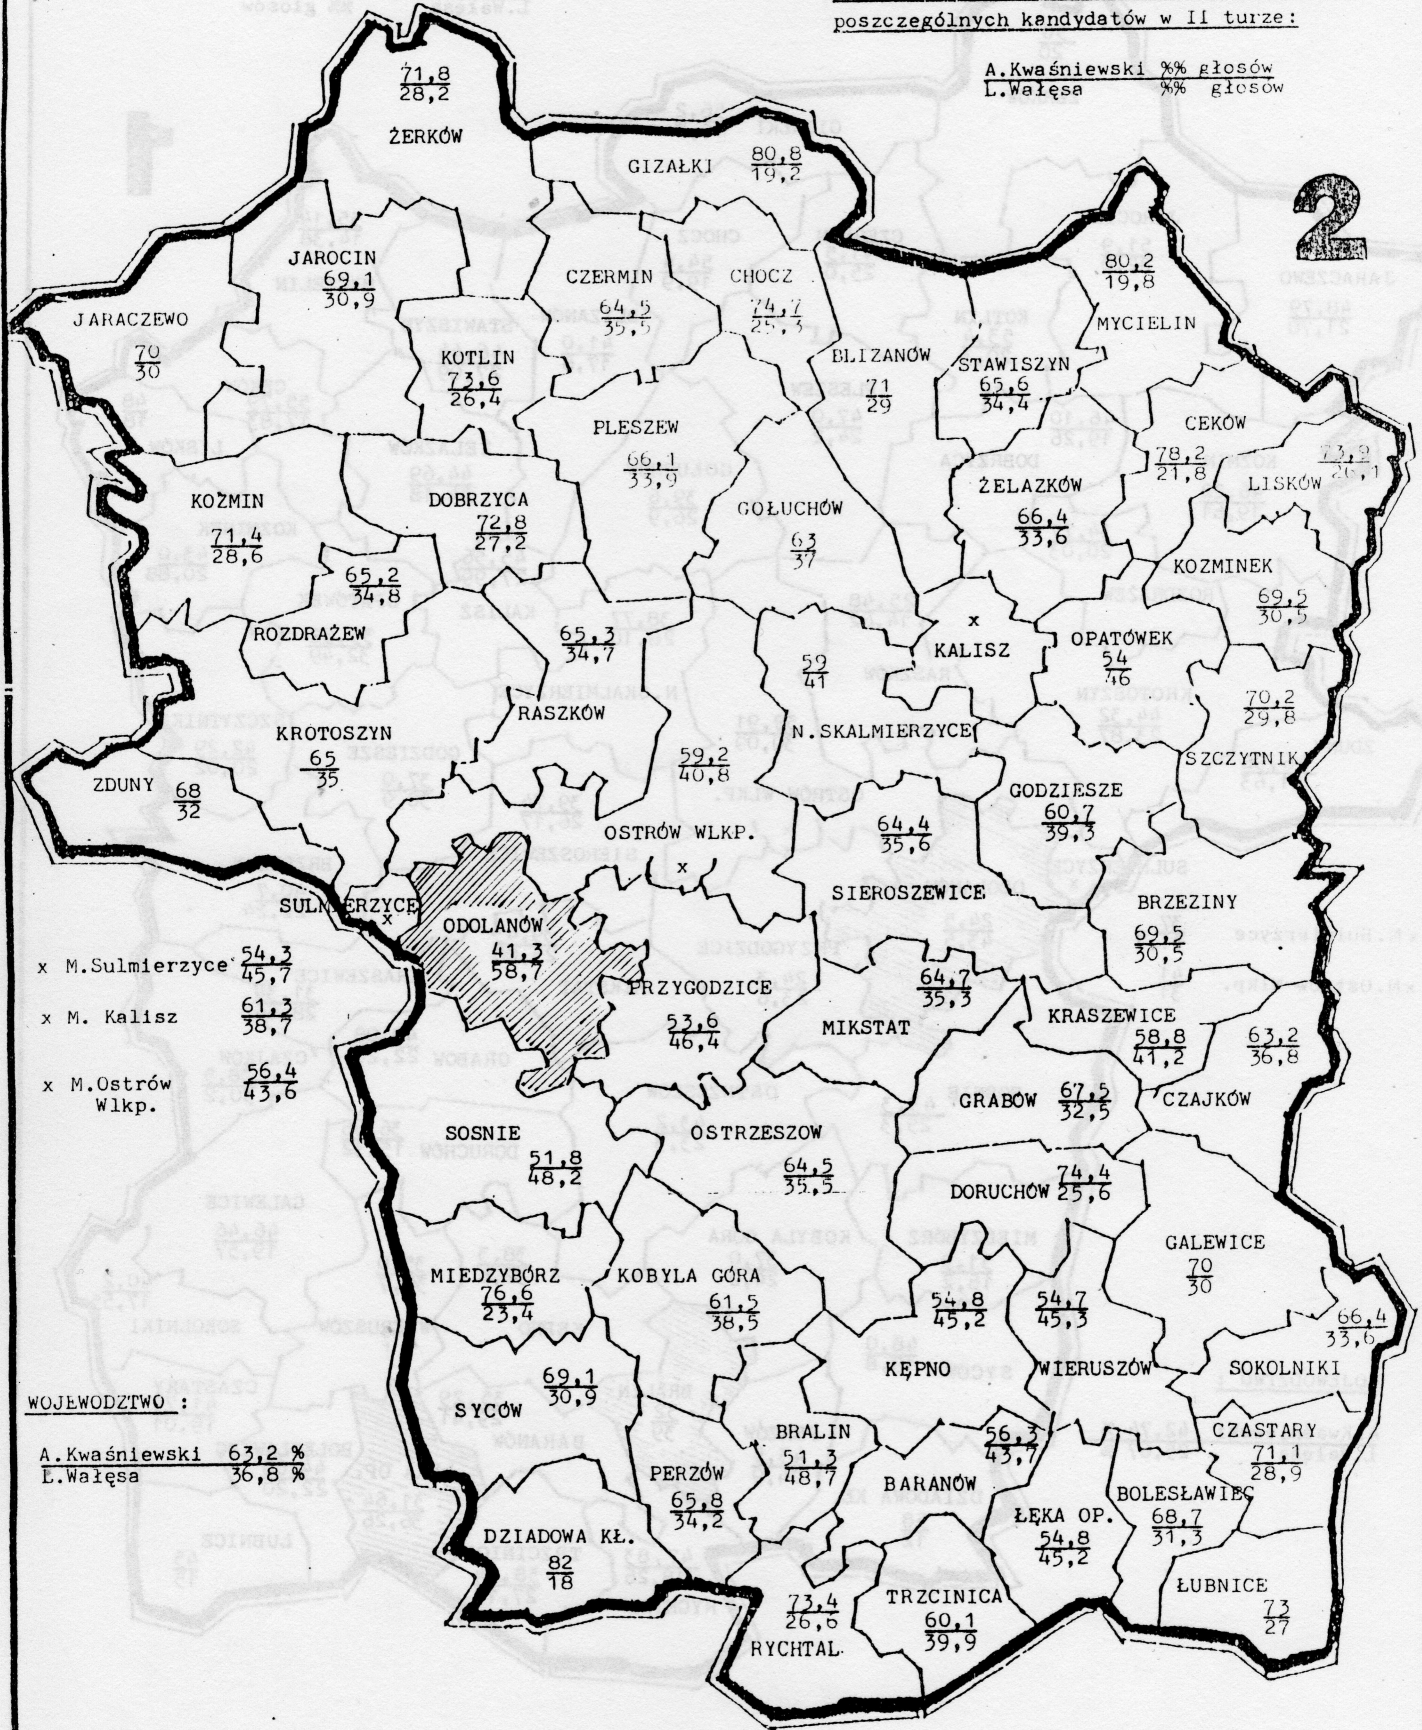 poszczególnych kandydatów w II turze:
A.Kwaśniewski %% głosów
L.Wałęsa %% głosów
2
71,8
28,2
ŻERKÓW
GIZAŁKI
80,8
19,2
JAROCIN
69,1
30,9
CZERMIN
64,5
35,5
CHOCZ
74,7
25,3
80,2
19,8
MYCIELIN
JARACZEWO
70
30
KOTLIN
73,6
26,4
BLIZANÓW
71
29
STAWISZYN
65,6
34,4
PLESZEW
66,1
33,9
CEKÓW
78,2
21,8
73,9
26,1
LISKÓW
KOŹMIN
71,4
28,6
DOBRZYCA
72,8
27,2
GOŁUCHÓW
63
37
ŻELAZKÓW
66,4
33,6
65,2
34,8
ROZDRAŻEW
KOZMINEK
69,5
30,5
65,3
34,7
RASZKÓW
x
KALISZ
OPATÓWEK
54
46
59
41
N.SKALMIERZYCE
70,2
29,8
SZCZYTNIKI
KROTOSZYN
65
35
59,2
40,8
OSTRÓW WLKP.
x
ZDUNY
68
32
GODZIESZE
60,7
39,3
64,4
35,6
SIEROSZEWICE
SULMIERZYCE
x
ODOLANÓW
41,3
58,7
BRZEZINY
69,5
30,5
x M.Sulmierzyce 54,3
45,7
x M. Kalisz 61,3
38,7
x M.Ostrów 56,4
Wlkp. 43,6
PRZYGODZICE
53,6
46,4
64,7
35,3
MIKSTAT
KRASZEWICE
58,8
41,2
63,2
36,8
CZAJKÓW
GRABÓW 67,5
32,5
SOSNIE
51,8
48,2
OSTRZESZOW
64,5
35,5
DORUCHÓW 74,4
25,6
GALEWICE
70
30
MIEDZYBÓRZ
76,6
23,4
KOBYLA GÓRA
61,5
38,5
54,8
45,2
KĘPNO
54,7
45,3
WIERUSZÓW
66,4
33,6
SOKOLNIKI
69,1
30,9
SYCÓW
WOJEWODZTWO :
A.Kwaśniewski 63,2 %
L.Wałęsa 36,8 %
BRALIN
51,3
48,7
56,3
43,7
BARANÓW
CZASTARY
71,1
28,9
PERZÓW
65,8
34,2
ŁĘKA OP.
54,8
45,2
BOLESŁAWIEC
68,7
31,3
DZIADOWA KŁ.
82
18
ŁUBNICE
73
27
73,4
26,6
RYCHTAL
TRZCINICA
60,1
39,9